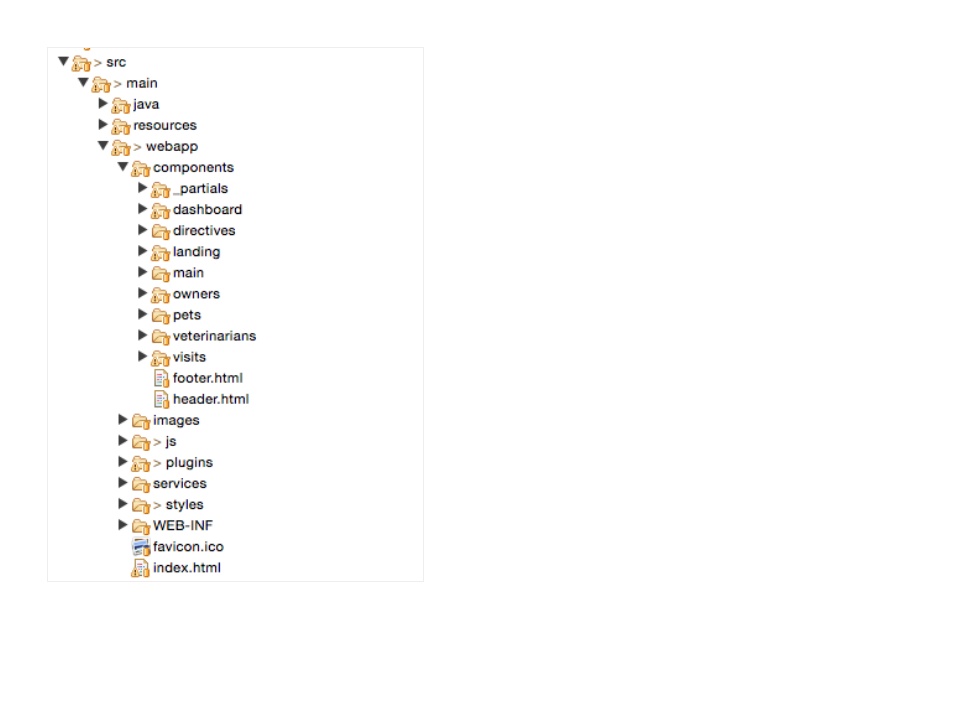 > src
> main
java
resources
> webapp
components
_partials
dashboard
directives
landing
main
owners
pets
veterinarians
visits
footer.html
header.html
images
> js
> plugins
services
> styles
WEB-INF
favicon.ico
index.html